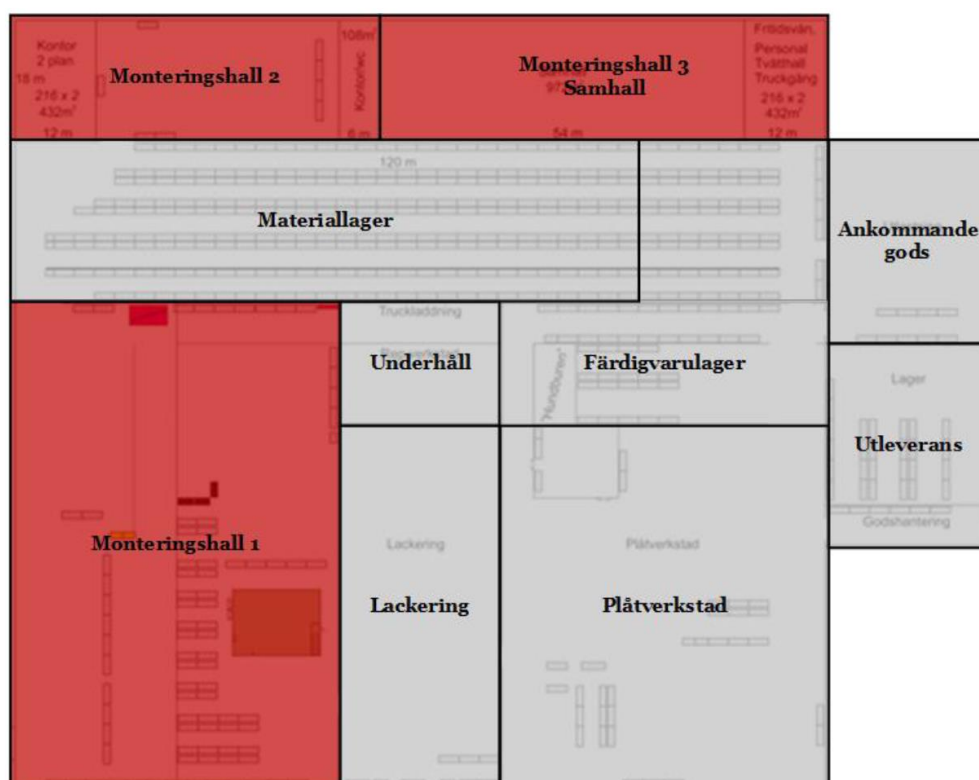 Kontor
2 plan
18 m
216 x 2
432m²
12 m
Monteringshall 2
108m²
6 m
Monteringshall 3
Samhall
54 m
Fritidsvån,
Personal
Tvätthall
Truckgång
216 x 2
432m²
12 m
120 m
Materiallager
Ankommande
gods
Truckladdning
Underhåll
"Hundburen"
Färdigvarulager
Lager
Utleverans
Godshantering
Monteringshall 1
Lackering
Lackering
Plåtverkstad
Plåtverkstad